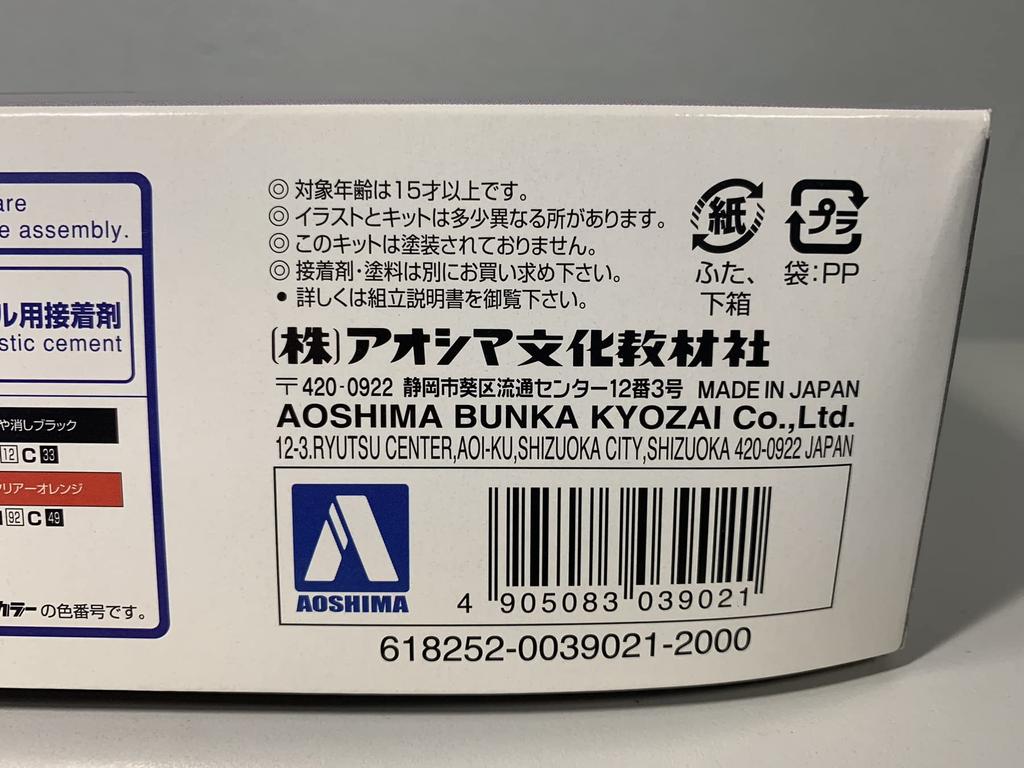 are
e assembly.
ル用接着剤
stic cement
や消しブラック
12 C 33
リアーオレンジ
92 C 49
カラーの色番号です。
◎ 対象年齢は15才以上です。
◎ イラストとキットは多少異なる所があります。
◎ このキットは塗装されておりません。
◎ 接着剤・塗料は別にお買い求め下さい。
● 詳しくは組立説明書を御覧下さい。
紙
ふた、
下箱
プラ
袋:PP
(株)アオシマ文化教材社
〒420-0922 静岡市葵区流通センター12番3号 MADE IN JAPAN
AOSHIMA BUNKA KYOZAI Co.,Ltd.
12-3.RYUTSU CENTER,AOI-KU,SHIZUOKA CITY,SHIZUOKA 420-0922 JAPAN
AOSHIMA
4 905083 039021
618252-0039021-2000